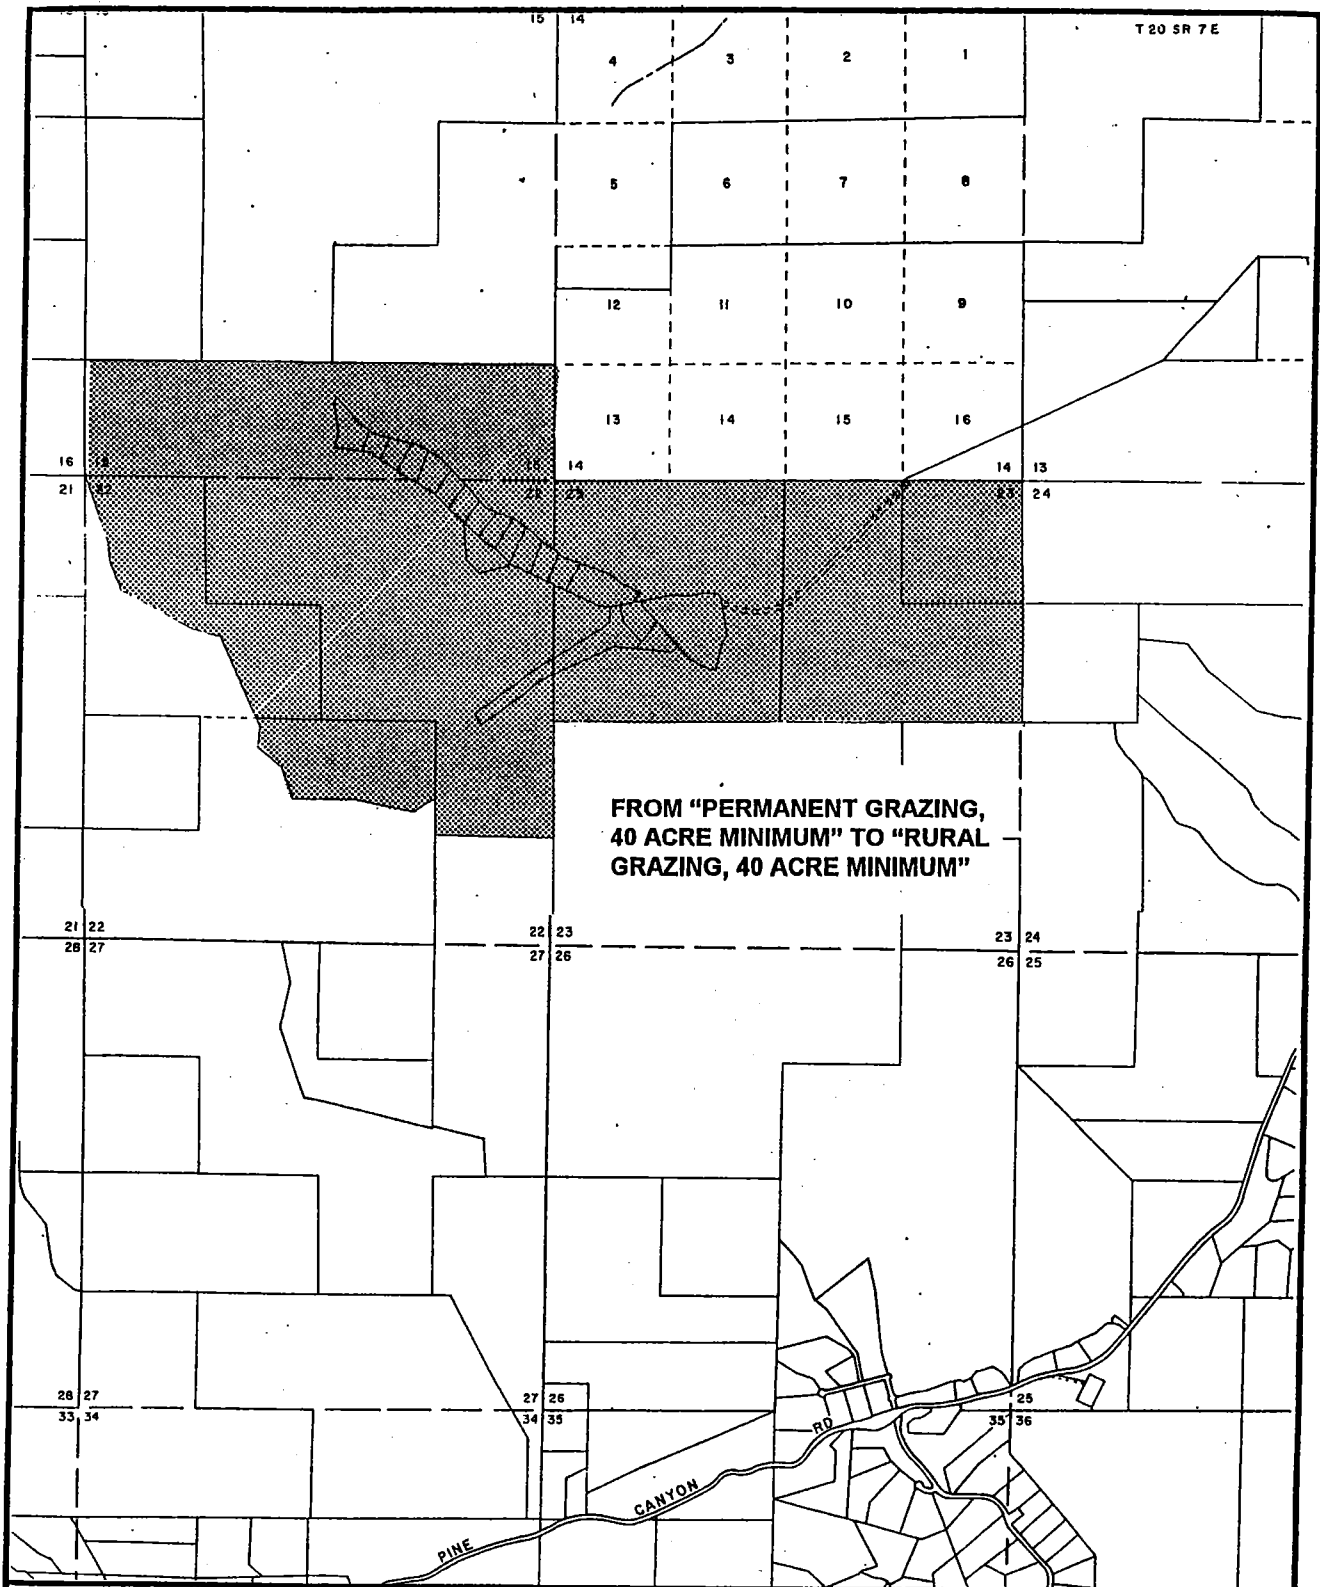 15 14
T 20 S R 7 E
4 3 2 1
5 6 7 8
12 11 10 9
13 14 15 16
16 15
21 22
15 14
22 23
14 13
23 24
FROM “PERMANENT GRAZING,
40 ACRE MINIMUM” TO “RURAL
GRAZING, 40 ACRE MINIMUM”
21 22
28 27
22 23
27 26
23 24
26 25
28 27
33 34
27 26
34 35
25
35 36
PINE CANYON RD